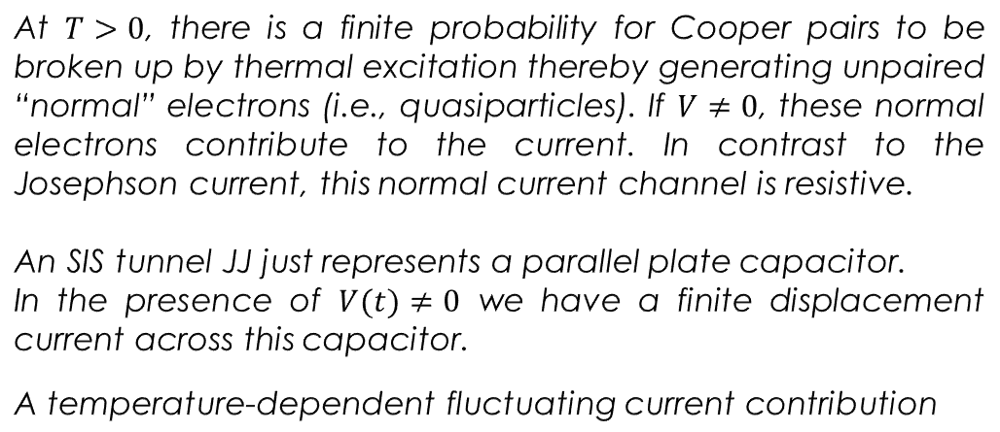 At T > 0, there is a finite probability for Cooper pairs to be
broken up by thermal excitation thereby generating unpaired
“normal” electrons (i.e., quasiparticles). If V ≠ 0, these normal
electrons contribute to the current. In contrast to the
Josephson current, this normal current channel is resistive.
An SIS tunnel JJ just represents a parallel plate capacitor.
In the presence of V(t) ≠ 0 we have a finite displacement
current across this capacitor.
A temperature-dependent fluctuating current contribution